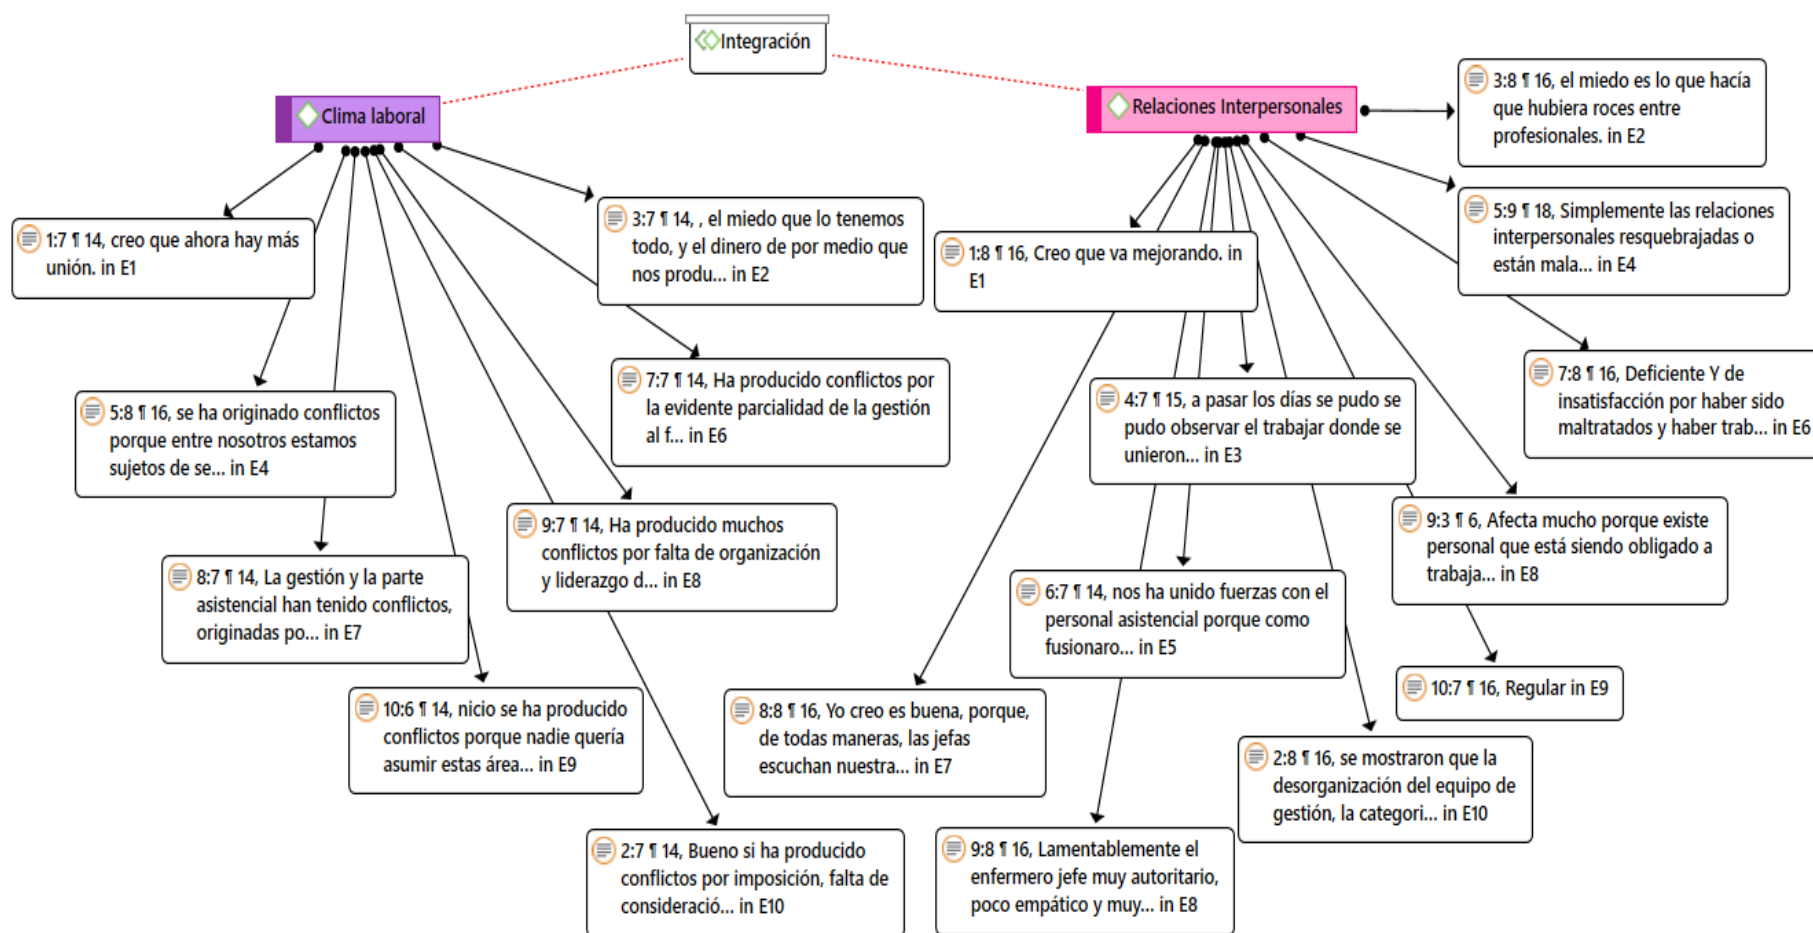 Integración
Clima laboral
Relaciones Interpersonales
3:8 ¶ 16, el miedo es lo que hacía
que hubiera roces entre
profesionales. in E2
3:7 ¶ 14, , el miedo que lo tenemos
todo, y el dinero de por medio que
nos produ... in E2
5:9 ¶ 18, Simplemente las relaciones
interpersonales resquebrajadas o
están mala... in E4
1:7 ¶ 14, creo que ahora hay más
unión. in E1
1:8 ¶ 16, Creo que va mejorando. in
E1
7:7 ¶ 14, Ha producido conflictos por
la evidente parcialidad de la gestión
al f... in E6
7:8 ¶ 16, Deficiente Y de
insatisfacción por haber sido
maltratados y haber trab... in E6
5:8 ¶ 16, se ha originado conflictos
porque entre nosotros estamos
sujetos de se... in E4
4:7 ¶ 15, a pasar los días se pudo se
pudo observar el trabajar donde se
unieron... in E3
9:7 ¶ 14, Ha producido muchos
conflictos por falta de organización
y liderazgo d... in E8
9:3 ¶ 6, Afecta mucho porque existe
personal que está siendo obligado a
trabaja... in E8
8:7 ¶ 14, La gestión y la parte
asistencial han tenido conflictos,
originadas po... in E7
6:7 ¶ 14, nos ha unido fuerzas con el
personal asistencial porque como
fusionaro... in E5
10:7 ¶ 16, Regular in E9
10:6 ¶ 14, nicio se ha producido
conflictos porque nadie quería
asumir estas área... in E9
8:8 ¶ 16, Yo creo es buena, porque,
de todas maneras, las jefas
escuchan nuestra... in E7
2:8 ¶ 16, se mostraron que la
desorganización del equipo de
gestión, la categori... in E10
2:7 ¶ 14, Bueno si ha producido
conflictos por imposición, falta de
consideració... in E10
9:8 ¶ 16, Lamentablemente el
enfermero jefe muy autoritario,
poco empático y muy... in E8